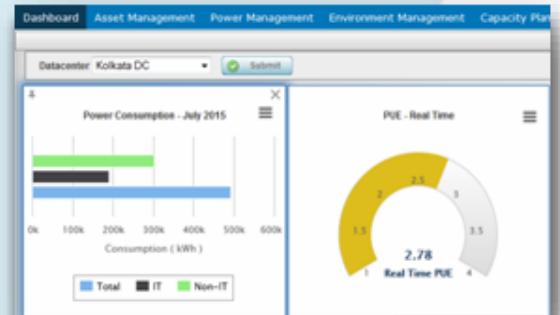 Dashboard Asset Management Power Management Environment Management Capacity Plan
Datacenter Kolkata DC Submit
Power Consumption - July 2015
0k 100k 200k 300k 400k 500k 600k
Consumption ( kWh )
Total IT Non-IT
PUE - Real Time
1 1.5 2 2.5 3 3.5 4
2.78
Real Time PUE